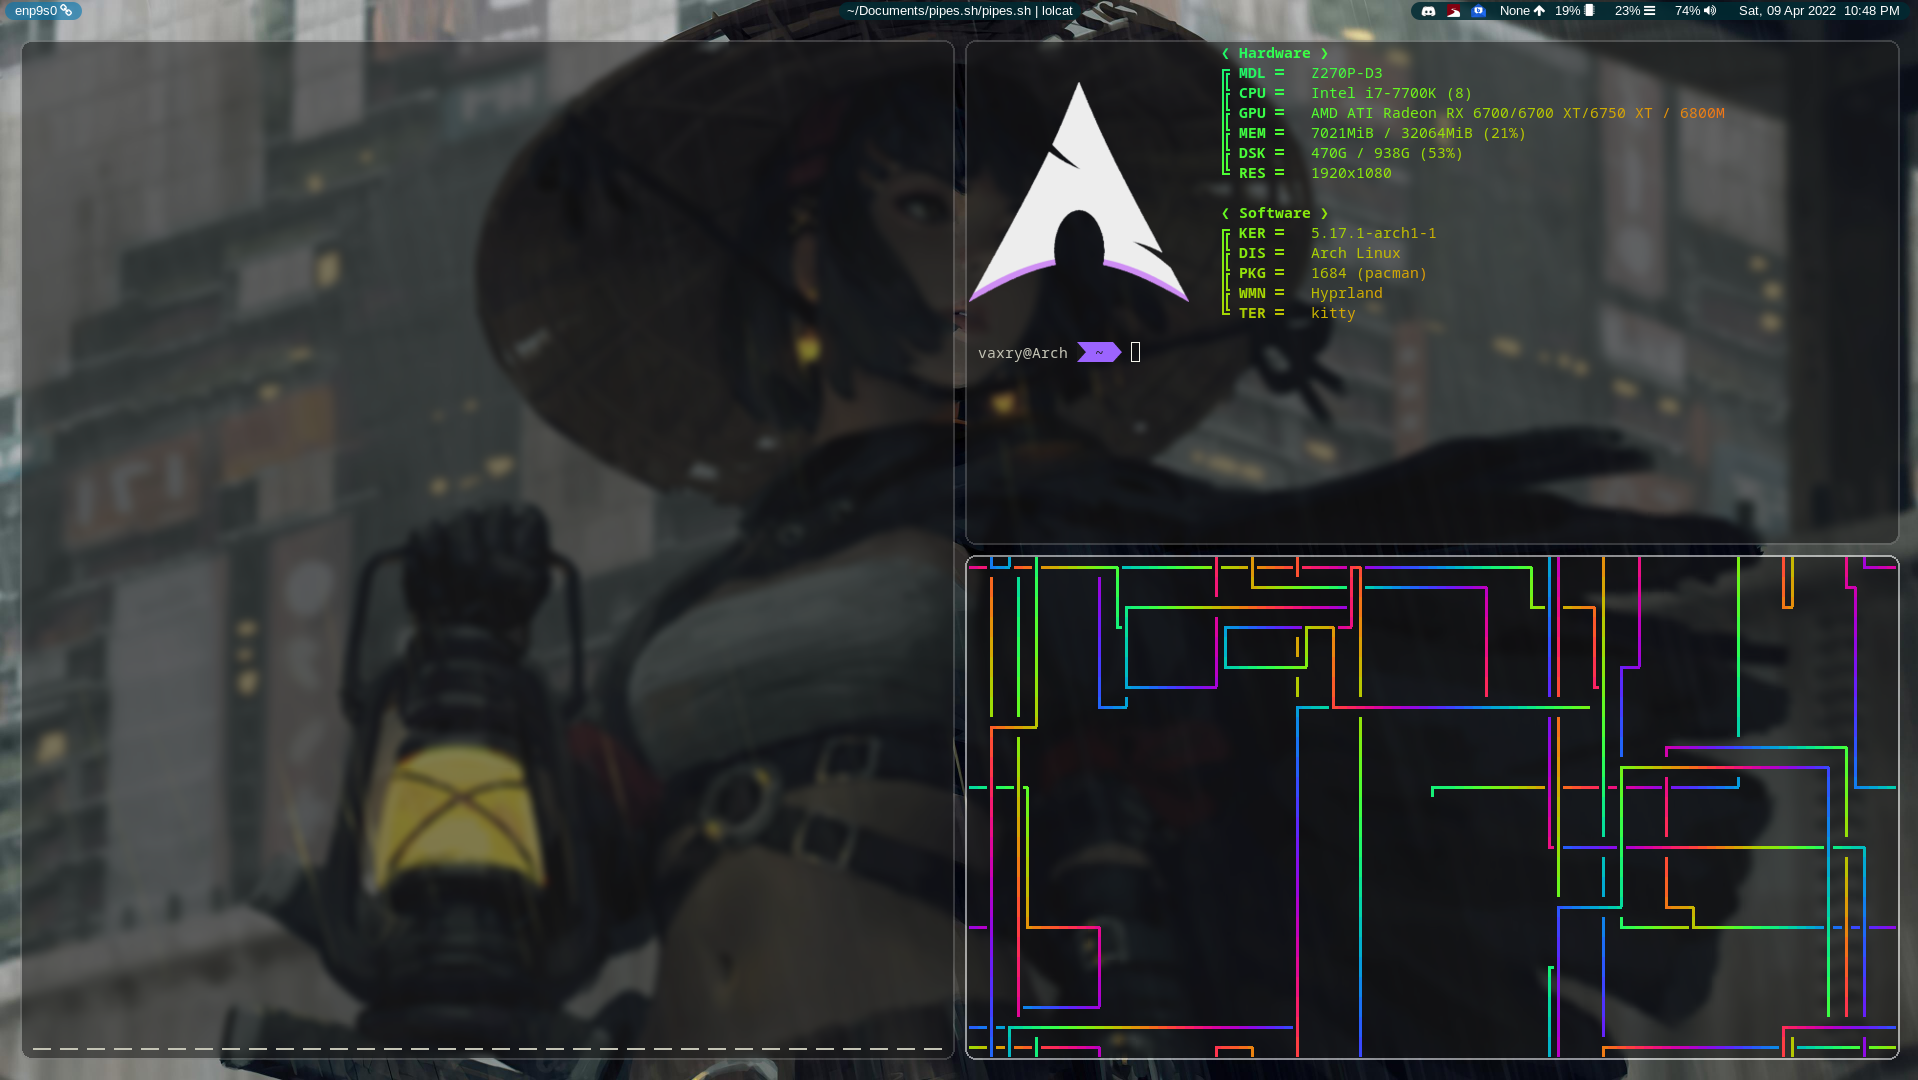 enp9s0
~/Documents/pipes.sh/pipes.sh | lolcat
None 19% 23% 74% Sat, 09 Apr 2022 10:48 PM
❮ Hardware ❯
MDL = Z270P-D3
CPU = Intel i7-7700K (8)
GPU = AMD ATI Radeon RX 6700/6700 XT/6750 XT / 6800M
MEM = 7021MiB / 32064MiB (21%)
DSK = 470G / 938G (53%)
RES = 1920x1080
❮ Software ❯
KER = 5.17.1-arch1-1
DIS = Arch Linux
PKG = 1684 (pacman)
WMN = Hyprland
TER = kitty
vaxry@Arch ~